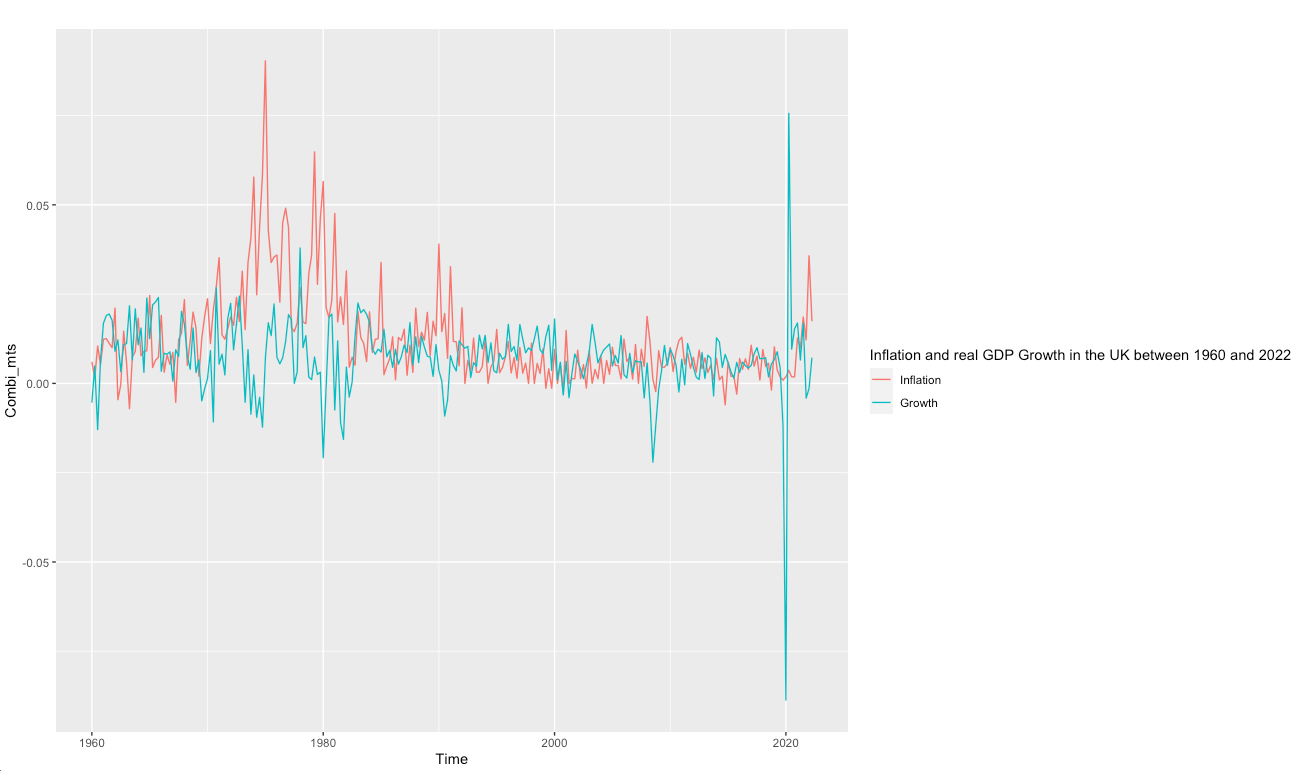 0.05
0.00
-0.05
Combi_mts
1960
1980
2000
2020
Time
Inflation and real GDP Growth in the UK between 1960 and 2022
Inflation
Growth